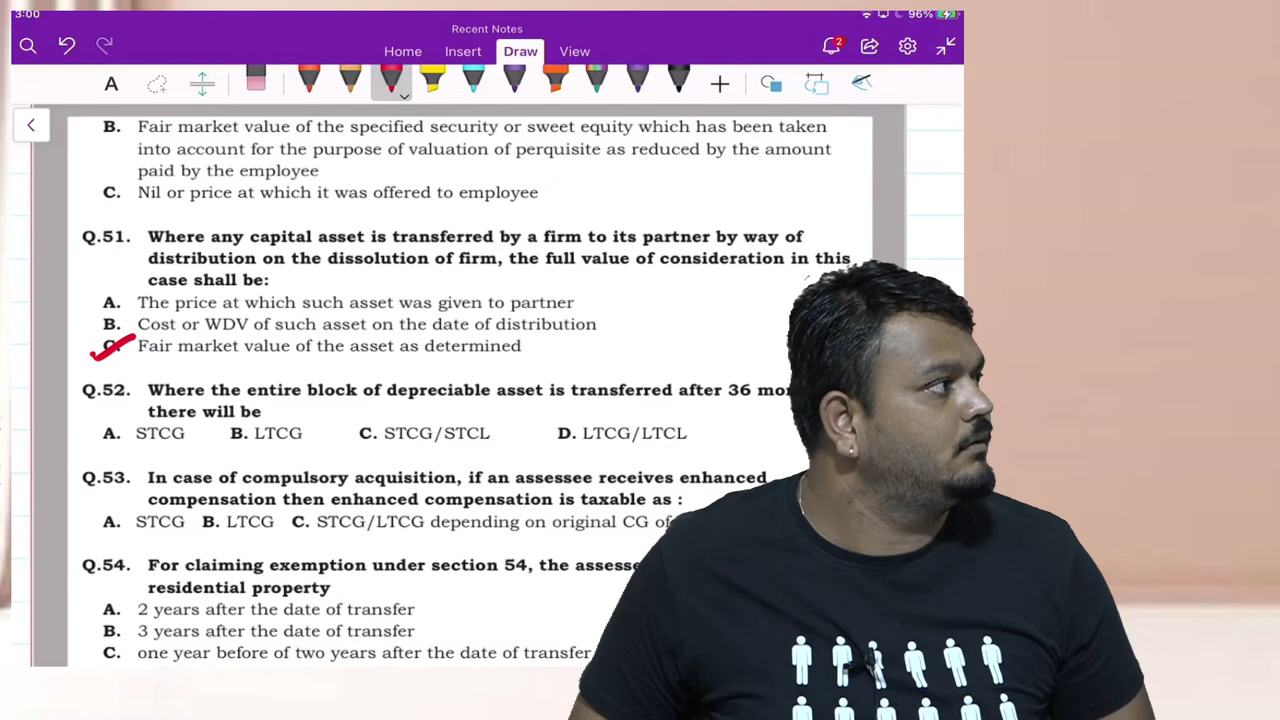 3:00
96%
Recent Notes
Home Insert Draw View
2
A
B. Fair market value of the specified security or sweet equity which has been taken
into account for the purpose of valuation of perquisite as reduced by the amount
paid by the employee
C. Nil or price at which it was offered to employee
Q.51. Where any capital asset is transferred by a firm to its partner by way of
distribution on the dissolution of firm, the full value of consideration in this
case shall be:
A. The price at which such asset was given to partner
B. Cost or WDV of such asset on the date of distribution
C. Fair market value of the asset as determined
Q.52. Where the entire block of depreciable asset is transferred after 36
there will be
A. STCG B. LTCG C. STCG/STCL D. LTCG/LTCL
Q.53. In case of compulsory acquisition, if an assessee receives enhanced
compensation then enhanced compensation is taxable as :
A. STCG B. LTCG C. STCG/LTCG depending on original CG of
Q.54. For claiming exemption under section 54, the
residential property
A. 2 years after the date of transfer
B. 3 years after the date of transfer
C. one year before of two years after the date of transfer